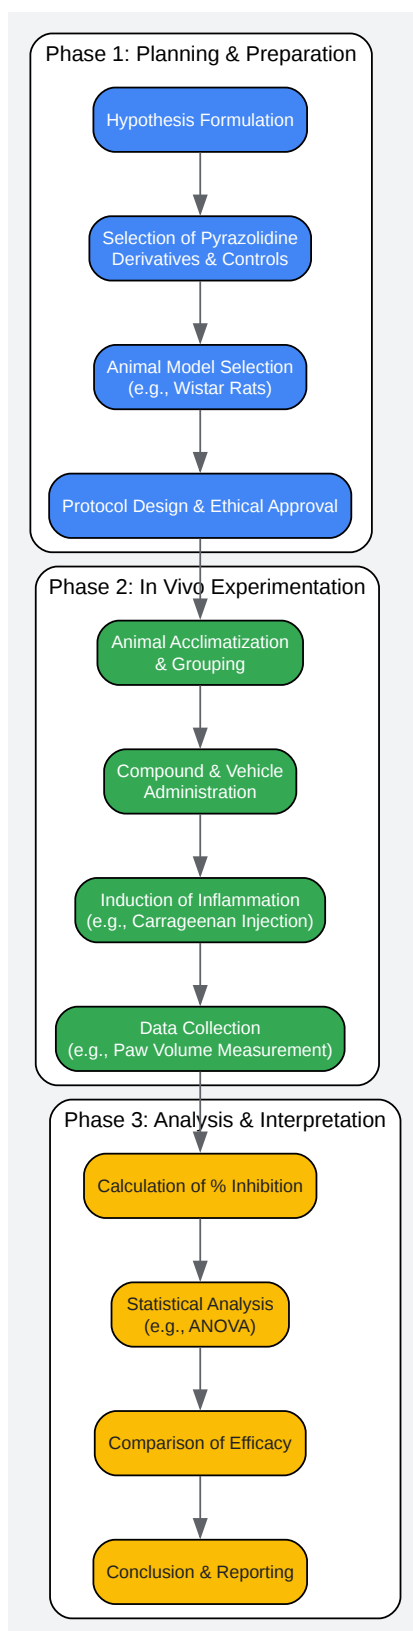 Phase 1: Planning & Preparation
Hypothesis Formulation
Selection of Pyrazolidine
Derivatives & Controls
Animal Model Selection
(e.g., Wistar Rats)
Protocol Design & Ethical Approval
Phase 2: In Vivo Experimentation
Animal Acclimatization
& Grouping
Compound & Vehicle
Administration
Induction of Inflammation
(e.g., Carrageenan Injection)
Data Collection
(e.g., Paw Volume Measurement)
Phase 3: Analysis & Interpretation
Calculation of % Inhibition
Statistical Analysis
(e.g., ANOVA)
Comparison of Efficacy
Conclusion & Reporting